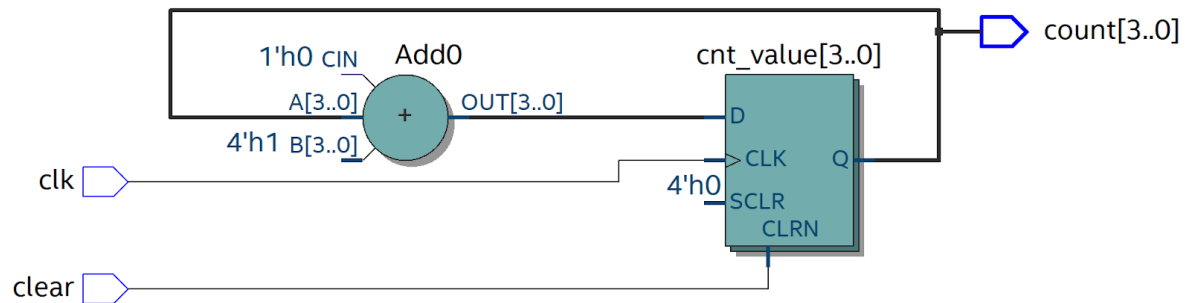 count[3..0]
1'h0 CIN
Add0
cnt_value[3..0]
A[3..0]
OUT[3..0]
+
D
4'h1 B[3..0]
CLK
Q
clk
4'h0
SCLR
CLRN
clear